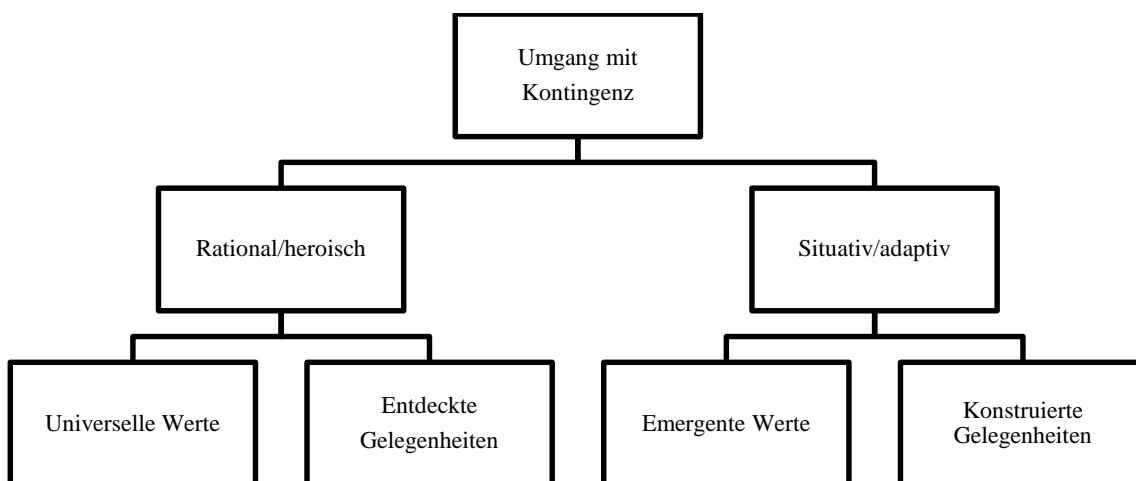 Umgang mit
Kontingenz
Rational/heroisch
Situativ/adaptiv
Universelle Werte
Entdeckte
Gelegenheiten
Emergente Werte
Konstruierte
Gelegenheiten